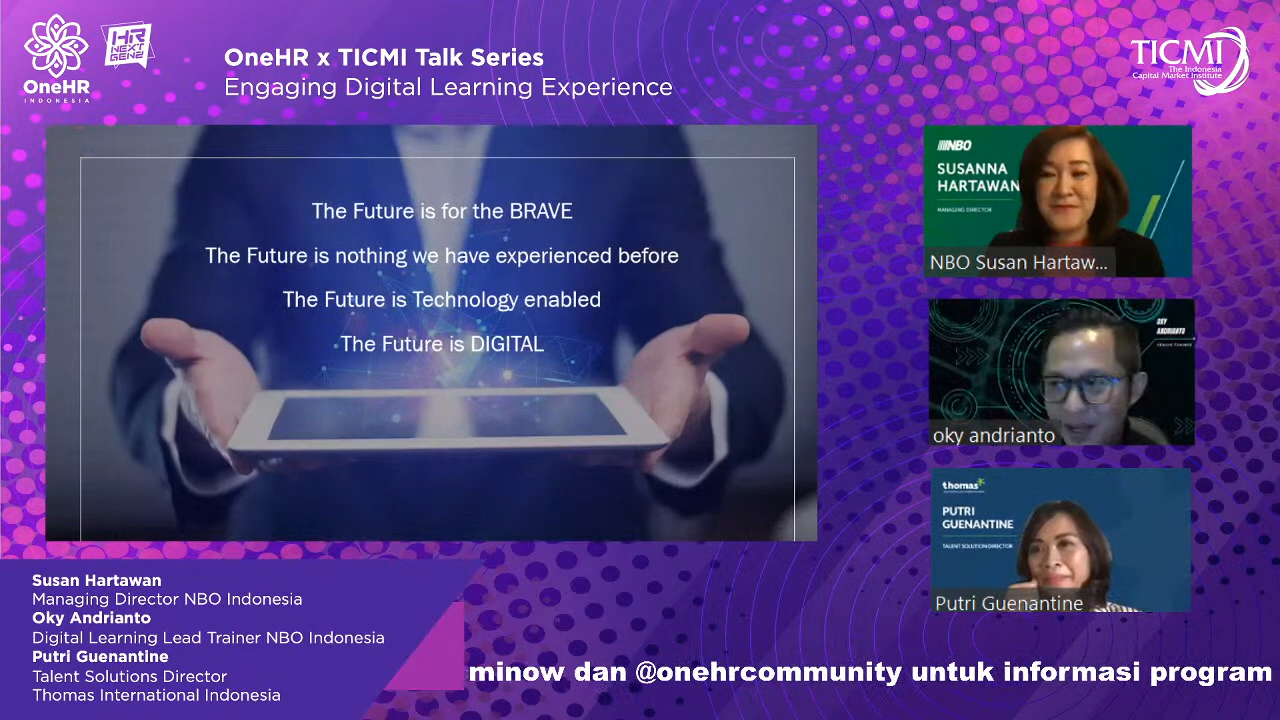 OneHR
INDONESIA
HR
NEXT
GEN
OneHR x TICMI Talk Series
Engaging Digital Learning Experience
TICMI
The Indonesia
Capital Market Institute
The Future is for the BRAVE
The Future is nothing we have experienced before
The Future is Technology enabled
The Future is DIGITAL
NBO
SUSANNA
HARTAWAN
MANAGING DIRECTOR
NBO Susan Hartaw...
OKY
ANDRIANTO
oky andrianto
thomas
PUTRI
GUENANTINE
TALENT SOLUTION DIRECTOR
Putri Guenantine
Susan Hartawan
Managing Director NBO Indonesia
Oky Andrianto
Digital Learning Lead Trainer NBO Indonesia
Putri Guenantine
Talent Solutions Director
Thomas International Indonesia
minow dan @onehrcommunity untuk informasi program